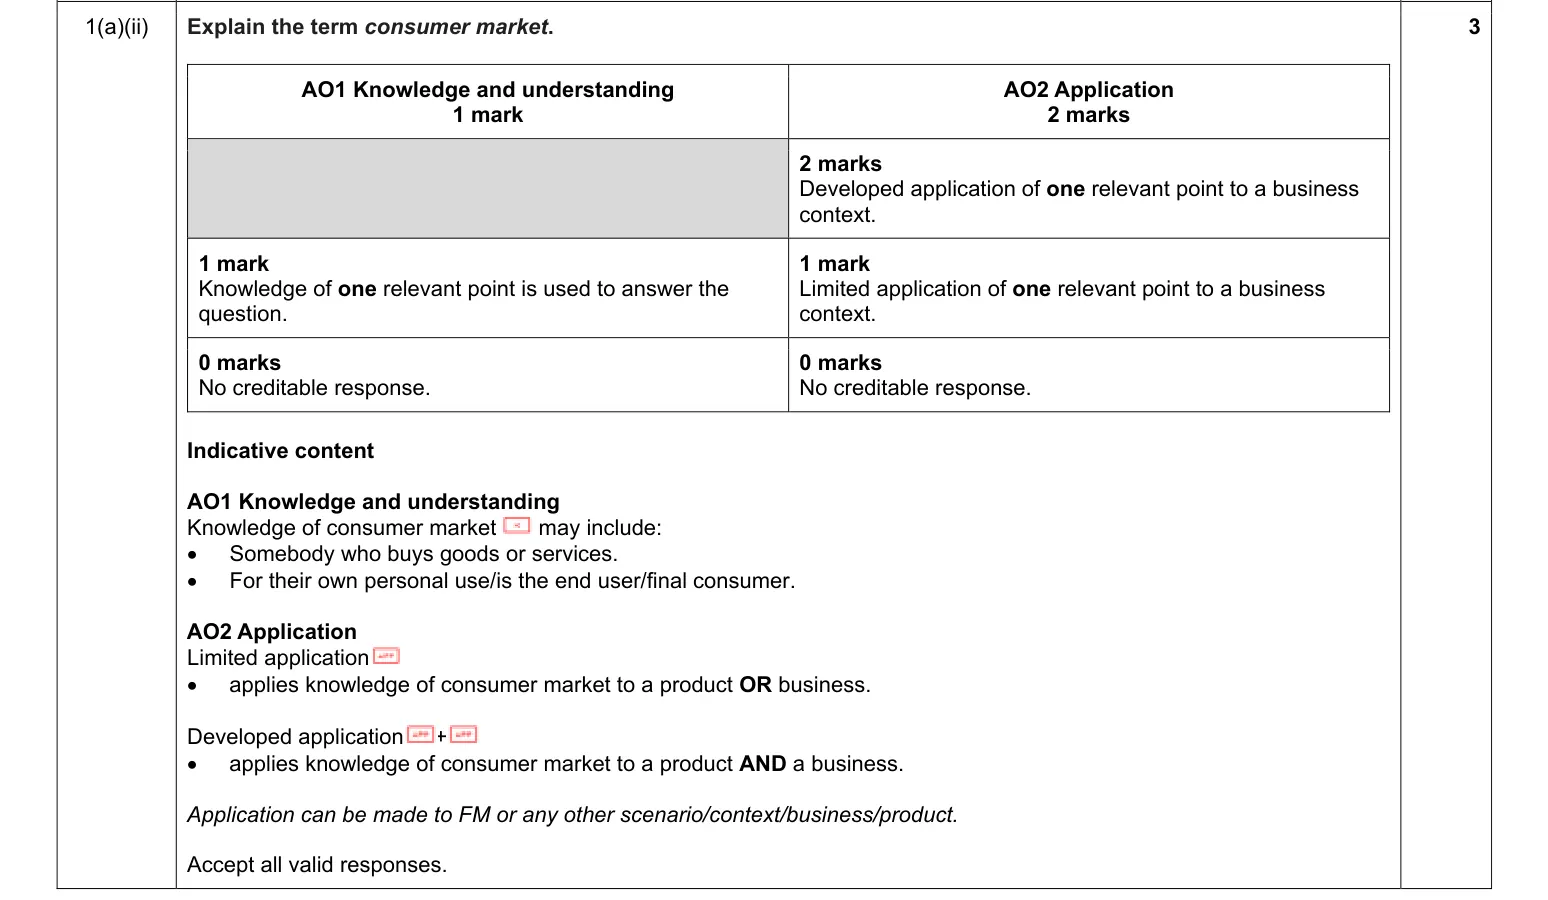 1(a)(ii)
Explain the term consumer market.
3
AO1 Knowledge and understanding
1 mark
AO2 Application
2 marks
2 marks
Developed application of one relevant point to a business
context.
1 mark
Knowledge of one relevant point is used to answer the
question.
1 mark
Limited application of one relevant point to a business
context.
0 marks
No creditable response.
0 marks
No creditable response.
Indicative content
AO1 Knowledge and understanding
Knowledge of consumer market may include:
• Somebody who buys goods or services.
• For their own personal use/is the end user/final consumer.
AO2 Application
Limited application
• applies knowledge of consumer market to a product OR business.
Developed application + 
• applies knowledge of consumer market to a product AND a business.
Application can be made to FM or any other scenario/context/business/product.
Accept all valid responses.